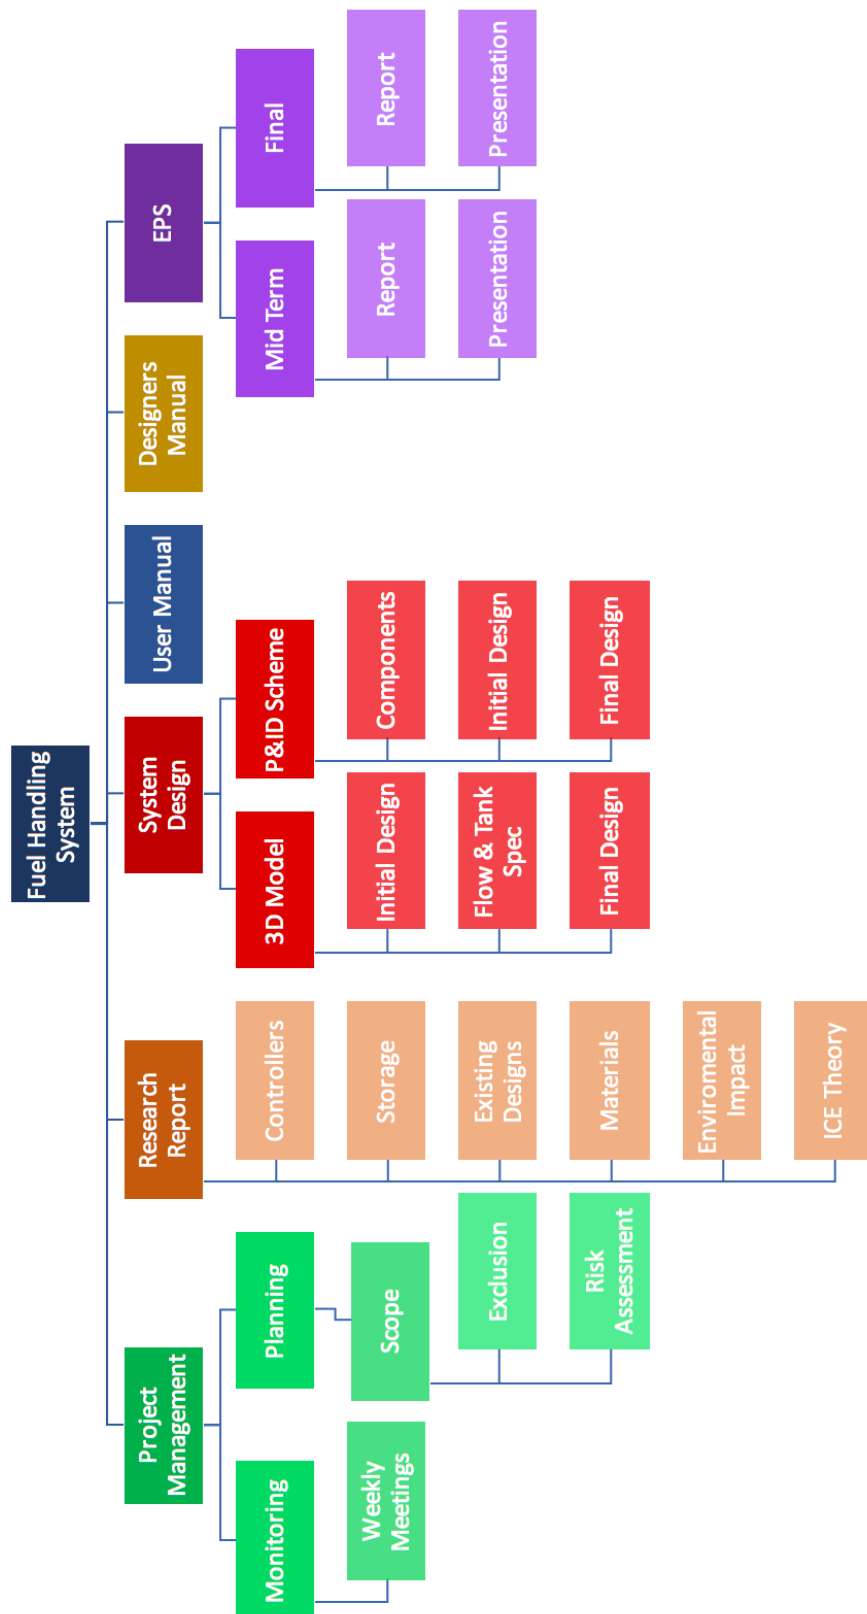 Fuel Handling
System
Project
Management
Monitoring
Weekly
Meetings
Planning
Scope
Exclusion
Risk
Assessment
Research
Report
Controllers
Storage
Existing
Designs
Materials
Enviromental
Impact
ICE Theory
System
Design
3D Model
Initial Design
Flow & Tank
Spec
Final Design
P&ID Scheme
Components
Initial Design
Final Design
User Manual
Designers
Manual
EPS
Mid Term
Report
Presentation
Final
Report
Presentation